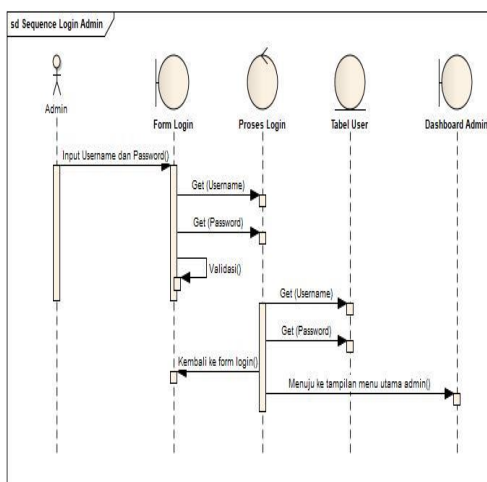 sd Sequence Login Admin
Admin
Form Login
Proses Login
Tabel User
Dashboard Admin
Input Username dan Password()
Get (Username)
Get (Password)
Validasi()
Get (Username)
Get (Password)
Kembali ke form login()
Menuju ke tampilan menu utama admin()